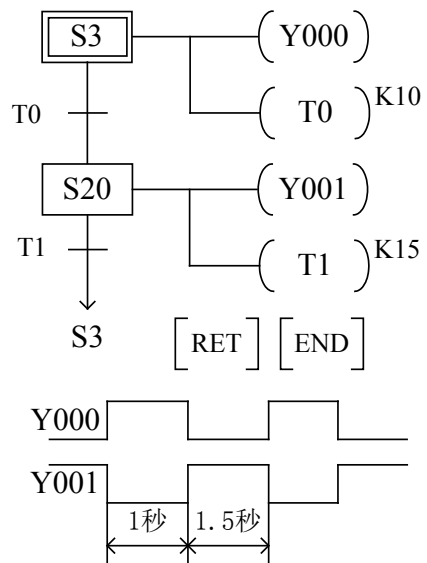 S3 Y000
T0 T0 K10
S20 Y001
T1 T1 K15
S3 RET END
Y000
Y001
1秒 1.5秒